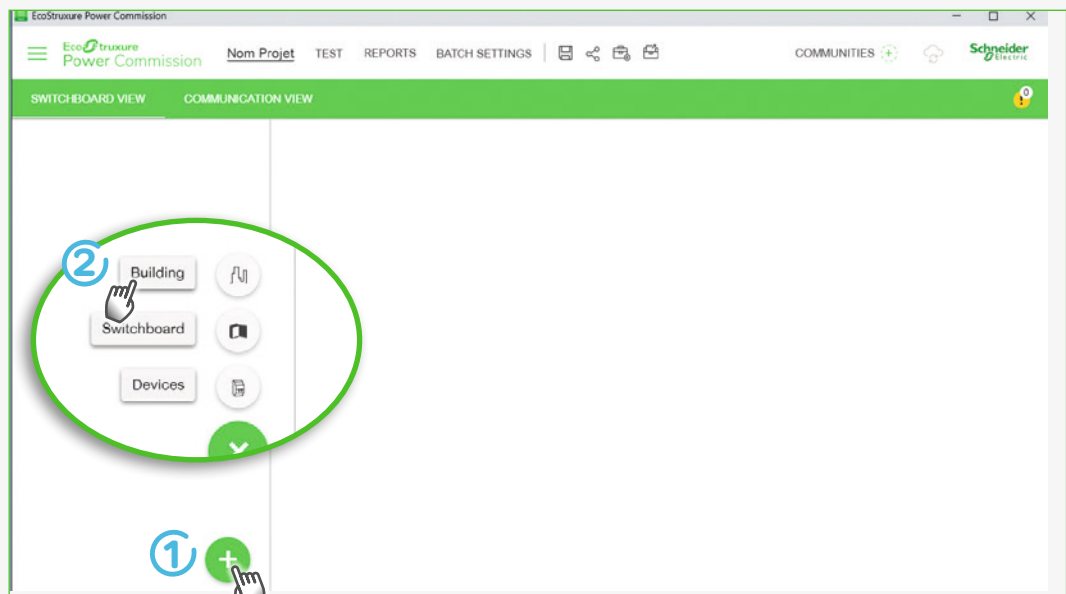 EcoStruxure Power Commission
EcoStruxure
Power Commission
Nom Projet TEST REPORTS BATCH SETTINGS COMMUNITIES + Schneider
Electric
SWITCHBOARD VIEW COMMUNICATION VIEW 0
!
2 Building
Switchboard
Devices
1 +